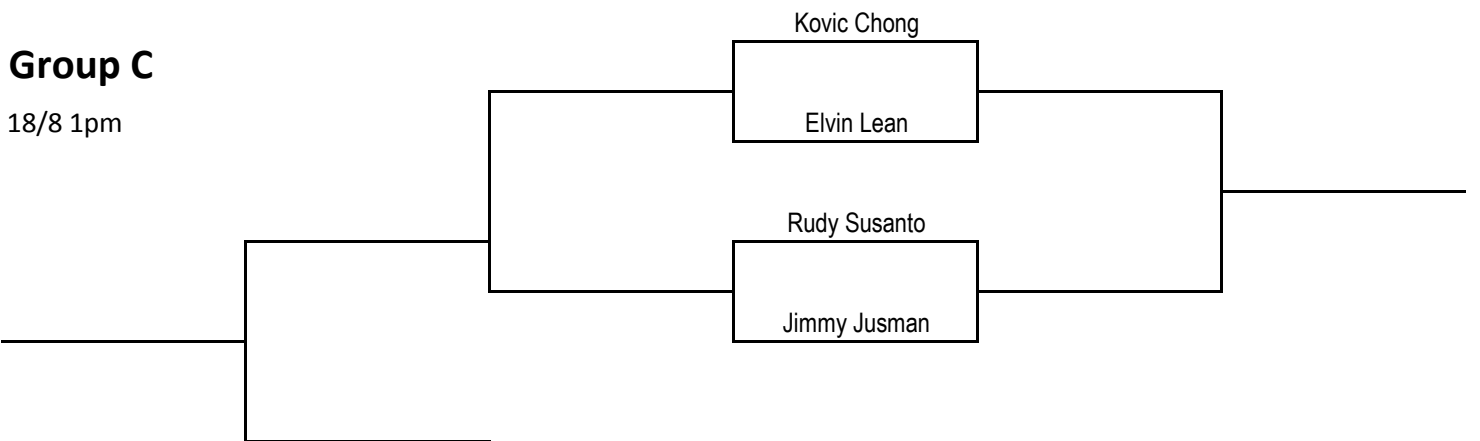 Group C
18/8 1pm
Kovic Chong
Elvin Lean
Rudy Susanto
Jimmy Jusman